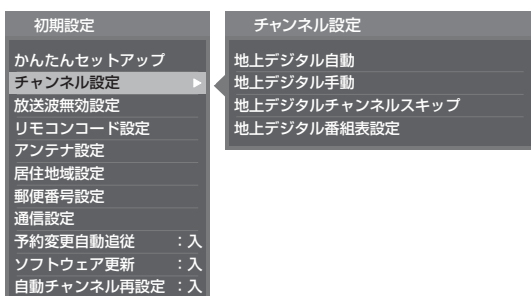 初期設定
かんたんセットアップ
チャンネル設定
放送波無効設定
リモコンコード設定
アンテナ設定
居住地域設定
郵便番号設定
通信設定
予約変更自動追従 ：入
ソフトウェア更新 ：入
自動チャンネル再設定 ：入
チャンネル設定
地上デジタル自動
地上デジタル手動
地上デジタルチャンネルスキップ
地上デジタル番組表設定